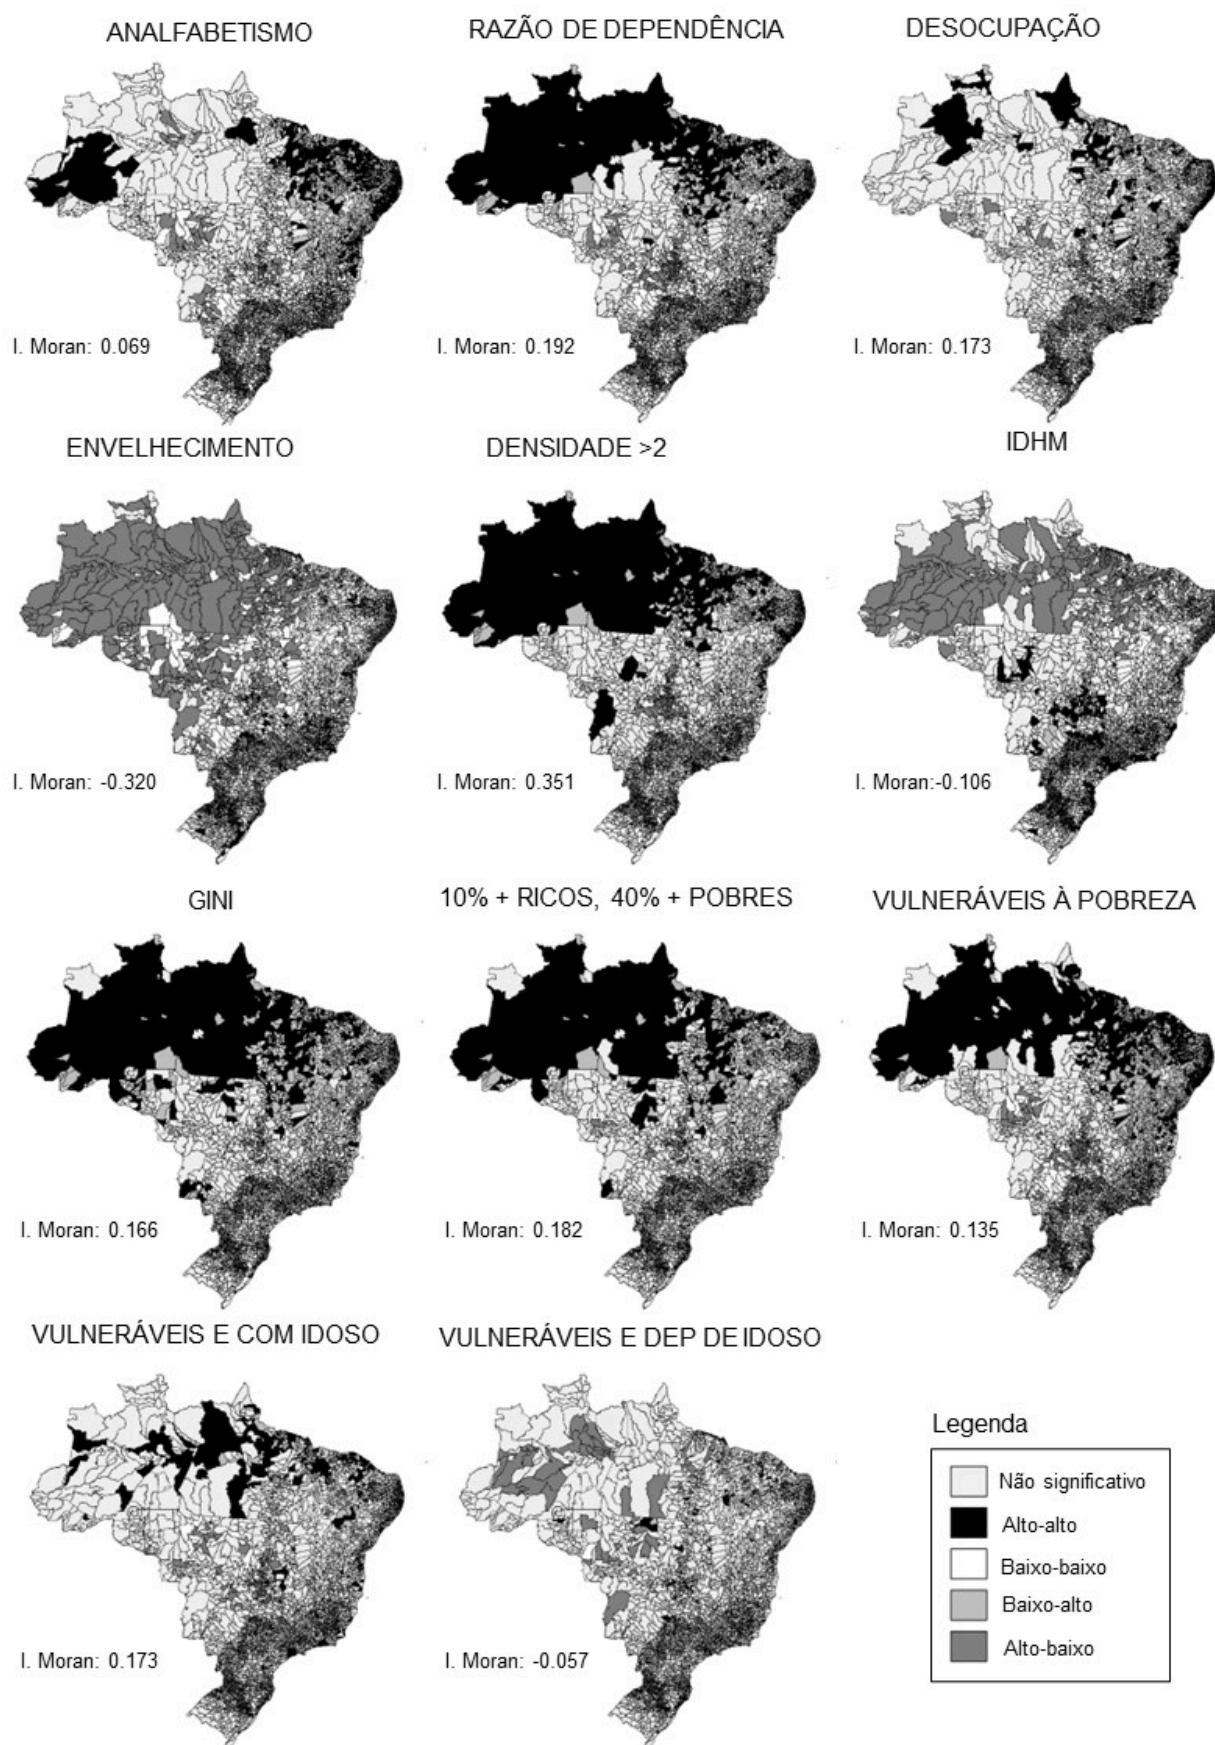 ANALFABETISMO
RAZÃO DE DEPENDÊNCIA
DESOCUPAÇÃO
I. Moran: 0.069
I. Moran: 0.192
I. Moran: 0.173
ENVELHECIMENTO
DENSIDADE >2
IDHM
I. Moran: -0.320
I. Moran: 0.351
I. Moran:-0.106
GINI
10% + RICOS, 40% + POBRES
VULNERÁVEIS À POBREZA
I. Moran: 0.166
I. Moran: 0.182
I. Moran: 0.135
VULNERÁVEIS E COM IDOSO
VULNERÁVEIS E DEP DE IDOSO
I. Moran: 0.173
I. Moran: -0.057
Legenda
Não significativo
Alto-alto
Baixo-baixo
Baixo-alto
Alto-baixo